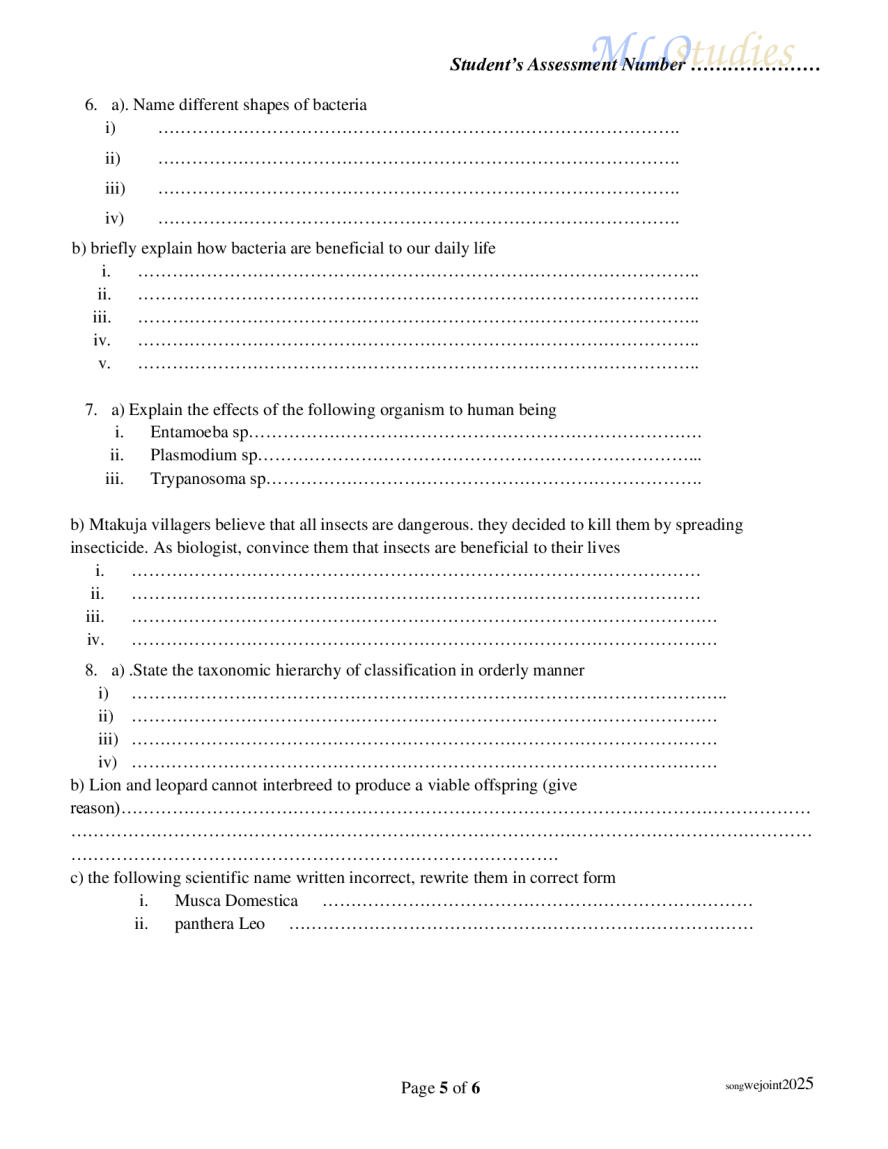 MLOstudies
Student's Assessment Number .....................
6. a). Name different shapes of bacteria
i) ……………………………………………………………………………….
ii) ……………………………………………………………………………….
iii) ……………………………………………………………………………….
iv) ……………………………………………………………………………….
b) briefly explain how bacteria are beneficial to our daily life
i. ……………………………………………………………………………………..
ii. ……………………………………………………………………………………..
iii. ……………………………………………………………………………………..
iv. ……………………………………………………………………………………..
v. ……………………………………………………………………………………..
7. a) Explain the effects of the following organism to human being
i. Entamoeba sp…………………………………………………………………….
ii. Plasmodium sp…………………………………………………………………...
iii. Trypanosoma sp………………………………………………………………….
b) Mtakuja villagers believe that all insects are dangerous. they decided to kill them by spreading
insecticide. As biologist, convince them that insects are beneficial to their lives
i. ………………………………………………………………………………………
ii. ………………………………………………………………………………………
iii. …………………………………………………………………………………………
iv. …………………………………………………………………………………………
8. a) .State the taxonomic hierarchy of classification in orderly manner
i) …………………………………………………………………………………………..
ii) …………………………………………………………………………………………
iii) …………………………………………………………………………………………
iv) …………………………………………………………………………………………
b) Lion and leopard cannot interbreed to produce a viable offspring (give
reason)…………………………………………………………………………………………………………
…………………………………………………………………………………………………………………
………………………………………………………………………….
c) the following scientific name written incorrect, rewrite them in correct form
i. Musca Domestica …………………………………………………………………
ii. panthera Leo ………………………………………………………………………
Page 5 of 6
songwejoint2025